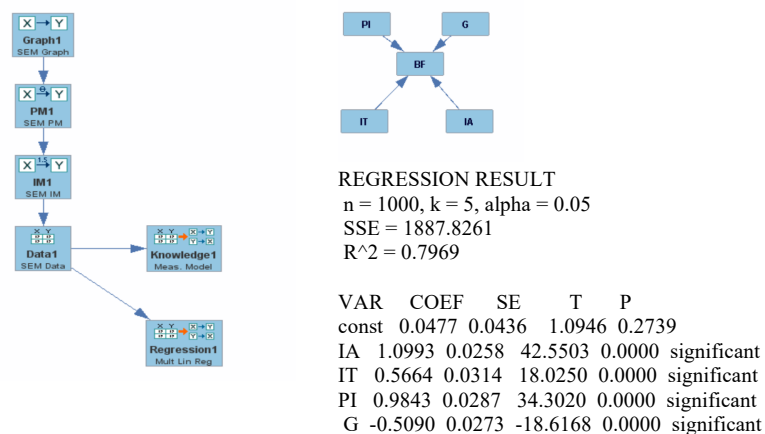 X → Y
Graph1
SEM Graph
X Θ→ Y
PM1
SEM PM
X 1.5→ Y
IM1
SEM IM
X Y
Data1
SEM Data
X Y X→Y
Y→X
Knowledge1
Meas. Model
X Y X→Y
Y→X
Regression1
Mult Lin Reg
PI G
BF
IT IA
REGRESSION RESULT
n = 1000, k = 5, alpha = 0.05
SSE = 1887.8261
R^2 = 0.7969
VAR COEF SE T P
const 0.0477 0.0436 1.0946 0.2739
IA 1.0993 0.0258 42.5503 0.0000 significant
IT 0.5664 0.0314 18.0250 0.0000 significant
PI 0.9843 0.0287 34.3020 0.0000 significant
G -0.5090 0.0273 -18.6168 0.0000 significant